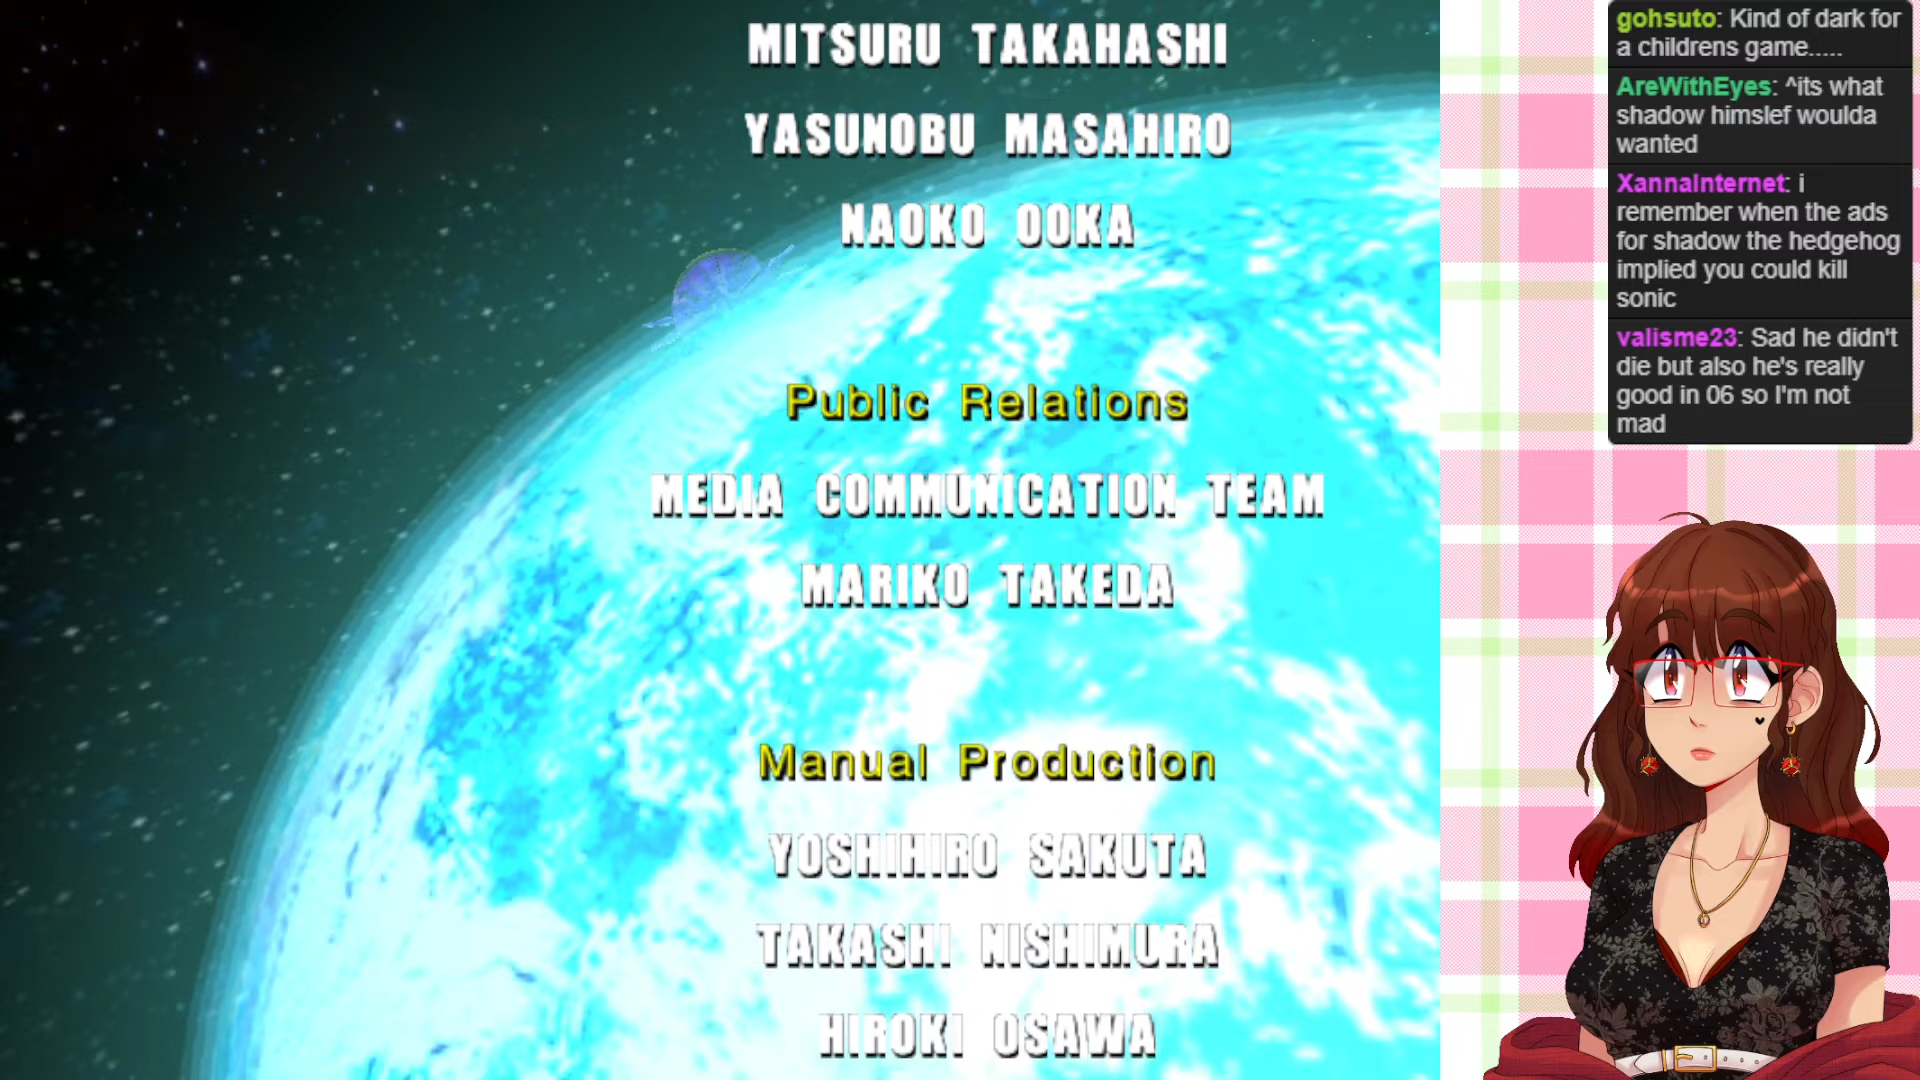 MITSURU TAKAHASHI
YASUNOBU MASAHIRO
NAOKO OOKA
Public Relations
MEDIA COMMUNICATION TEAM
MARIKO TAKEDA
Manual Production
YOSHIHIRO SAKUTA
TAKASHI NISHIMURA
HIROKI OSAWA
gohsuto: Kind of dark for
a childrens game.....
AreWithEyes: ^its what
shadow himslef woulda
wanted
XannaInternet: i
remember when the ads
for shadow the hedgehog
implied you could kill
sonic
valisme23: Sad he didn't
die but also he's really
good in 06 so I'm not
mad